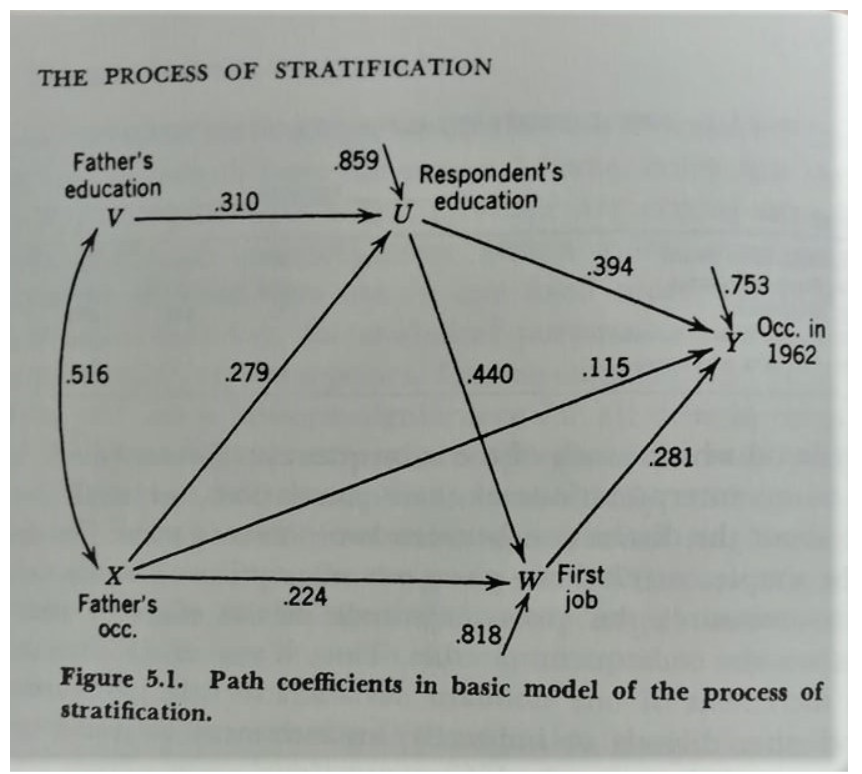 THE PROCESS OF STRATIFICATION
Father's
education
V
.310
.859
U
Respondent's
education
.394
.753
Y
Occ. in
1962
.516
.279
.440
.115
.281
X
Father's
occ.
.224
W
First
job
.818
Figure 5.1. Path coefficients in basic model of the process of
stratification.